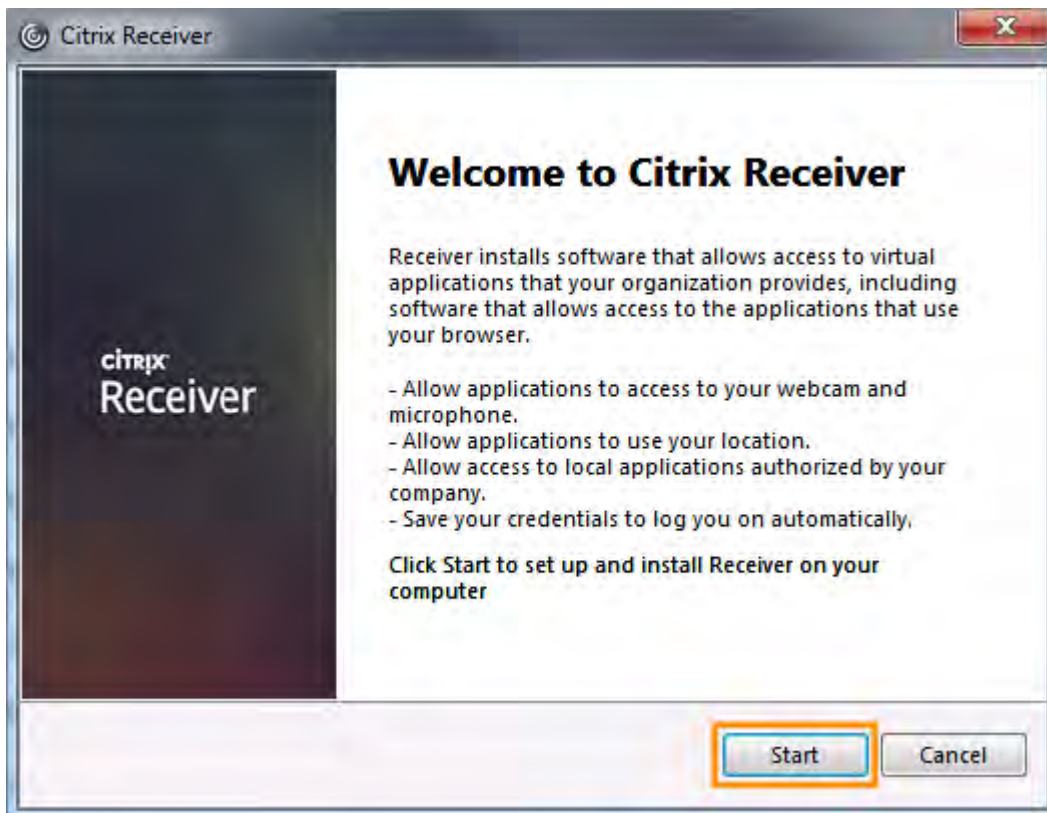 Citrix Receiver
Welcome to Citrix Receiver
Receiver installs software that allows access to virtual
applications that your organization provides, including
software that allows access to the applications that use
your browser.
CİTRIX
Receiver
- Allow applications to access to your webcam and
microphone.
- Allow applications to use your location.
- Allow access to local applications authorized by your
company.
- Save your credentials to log you on automatically.
Click Start to set up and install Receiver on your
computer
Start
Cancel